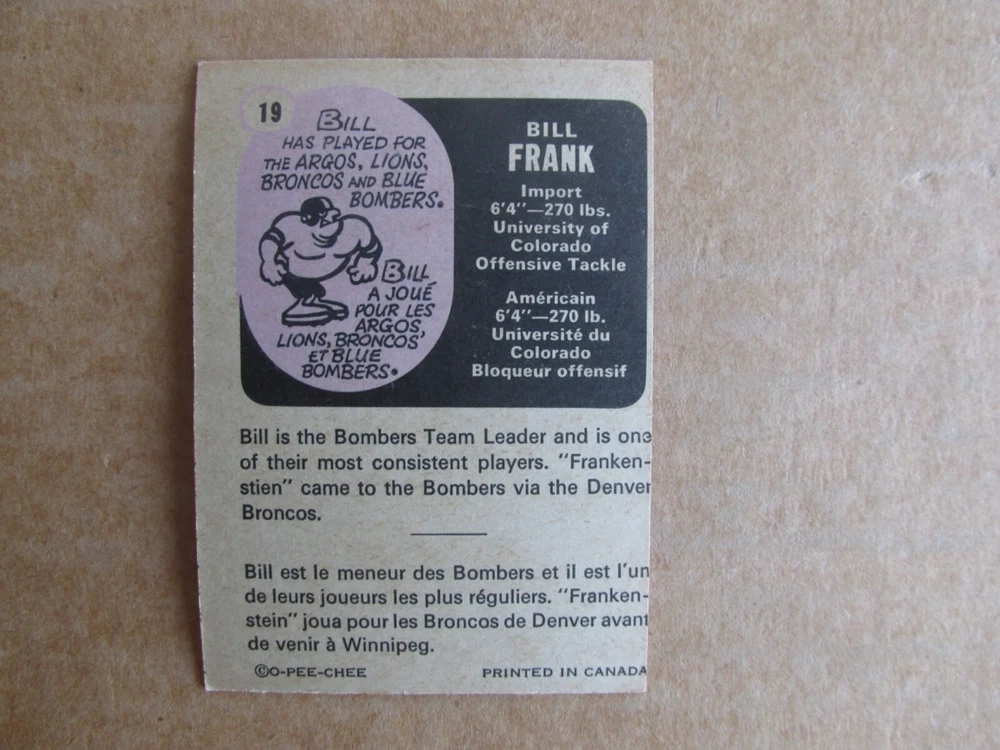 19
BILL
HAS PLAYED FOR
THE ARGOS, LIONS,
BRONCOS AND BLUE
BOMBERS.
BILL
A JOUÉ
POUR LES
ARGOS,
LIONS, BRONCOS
ET BLUE
BOMBERS.
BILL
FRANK
Import
6'4"—270 lbs.
University of
Colorado
Offensive Tackle
Américain
6'4"—270 lb.
Université du
Colorado
Bloqueur offensif
Bill is the Bombers Team Leader and is one
of their most consistent players. "Franken-
stien" came to the Bombers via the Denver
Broncos.
Bill est le meneur des Bombers et il est l'un
de leurs joueurs les plus réguliers. "Franken-
stein" joua pour les Broncos de Denver avant
de venir à Winnipeg.
©O-PEE-CHEE
PRINTED IN CANADA